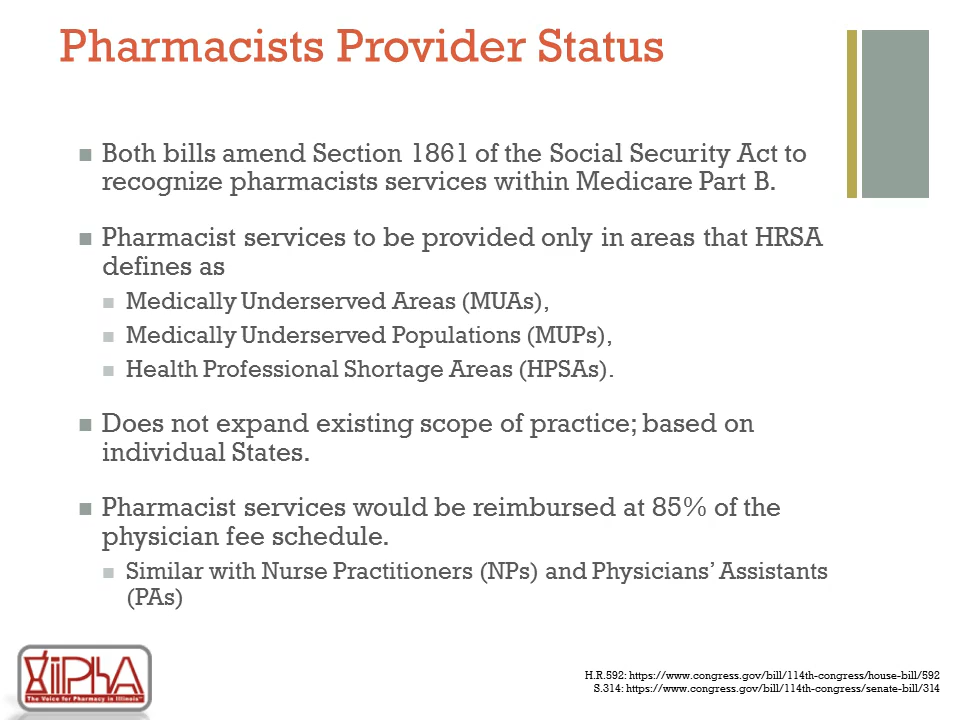 Pharmacists Provider Status
Both bills amend Section 1861 of the Social Security Act to
recognize pharmacists services within Medicare Part B.
Pharmacist services to be provided only in areas that HRSA
defines as
Medically Underserved Areas (MUAs),
Medically Underserved Populations (MUPs),
Health Professional Shortage Areas (HPSAs).
Does not expand existing scope of practice; based on
individual States.
Pharmacist services would be reimbursed at 85% of the
physician fee schedule.
Similar with Nurse Practitioners (NPs) and Physicians’ Assistants
(PAs)
IPhA
The Voice for Pharmacy in Illinois™
H.R.592: https://www.congress.gov/bill/114th-congress/house-bill/592
S.314: https://www.congress.gov/bill/114th-congress/senate-bill/314